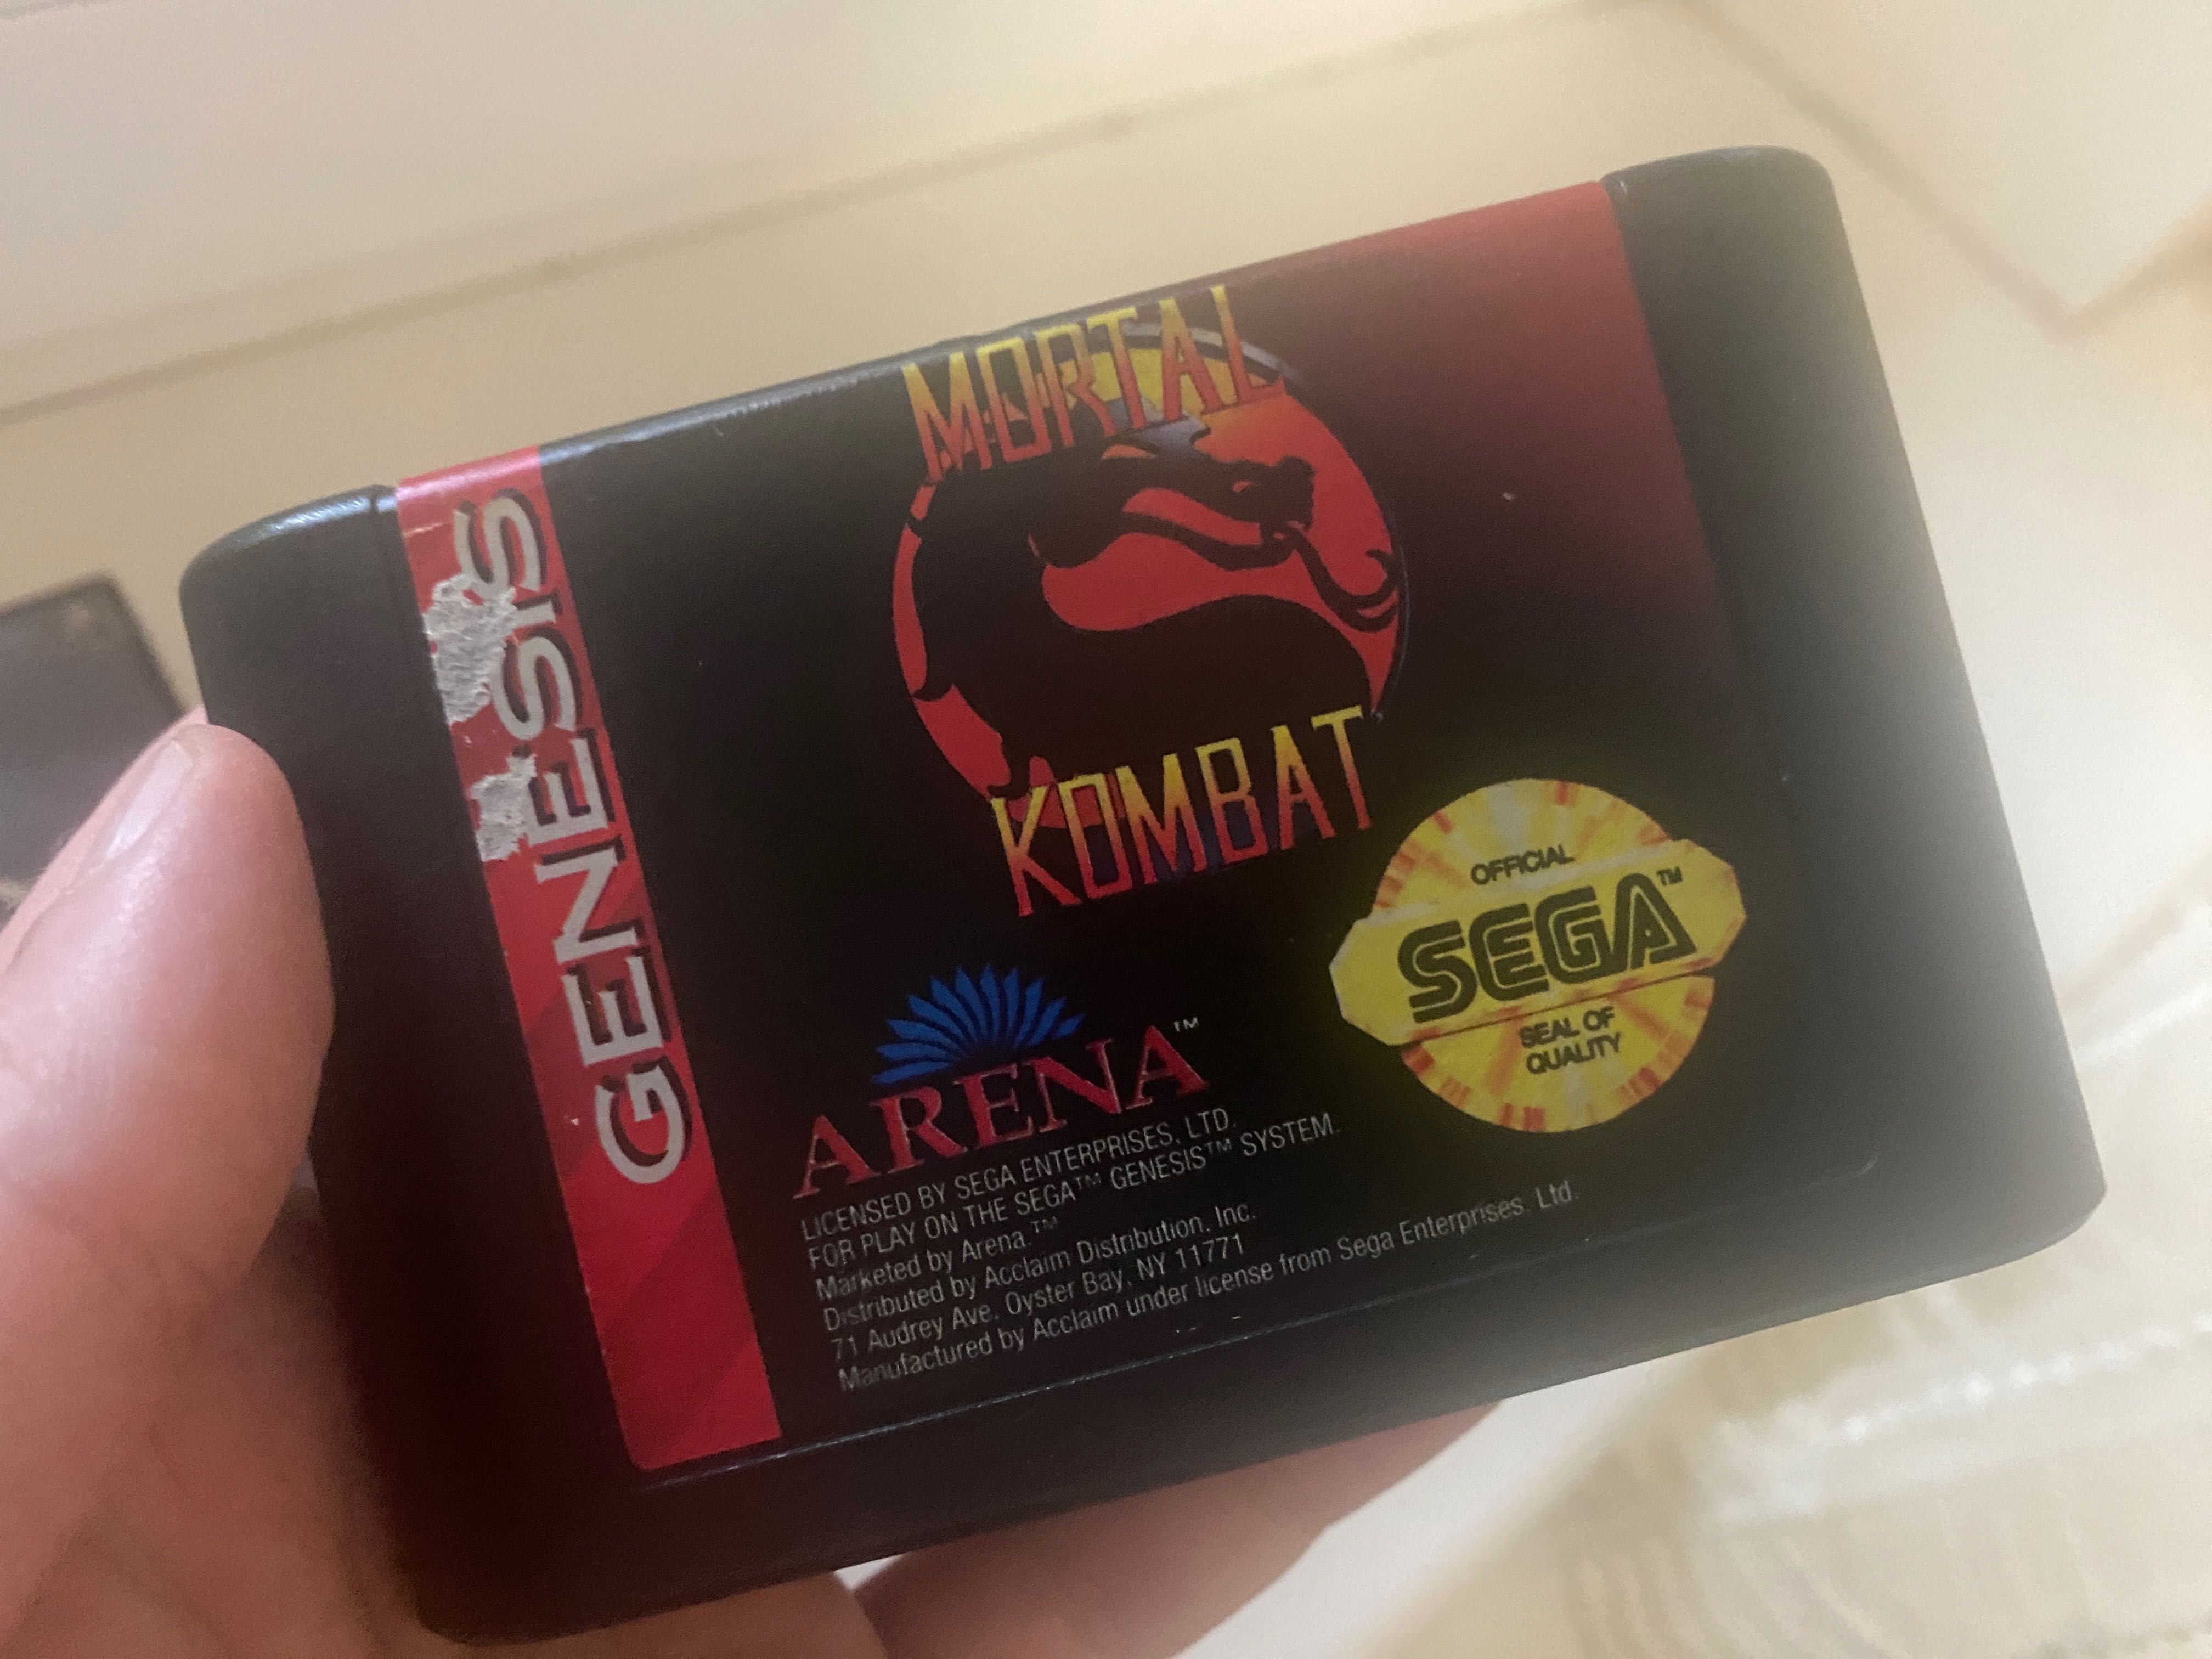 GENESIS
MORTAL
KOMBAT
OFFICIAL
SEGA™
SEAL OF
QUALITY
ARENA™
LICENSED BY SEGA ENTERPRISES, LTD.
FOR PLAY ON THE SEGA™ GENESIS™ SYSTEM.
Marketed by Arena.™
Distributed by Acclaim Distribution, Inc.
71 Audrey Ave. Oyster Bay, NY 11771
Manufactured by Acclaim under license from Sega Enterprises, Ltd.